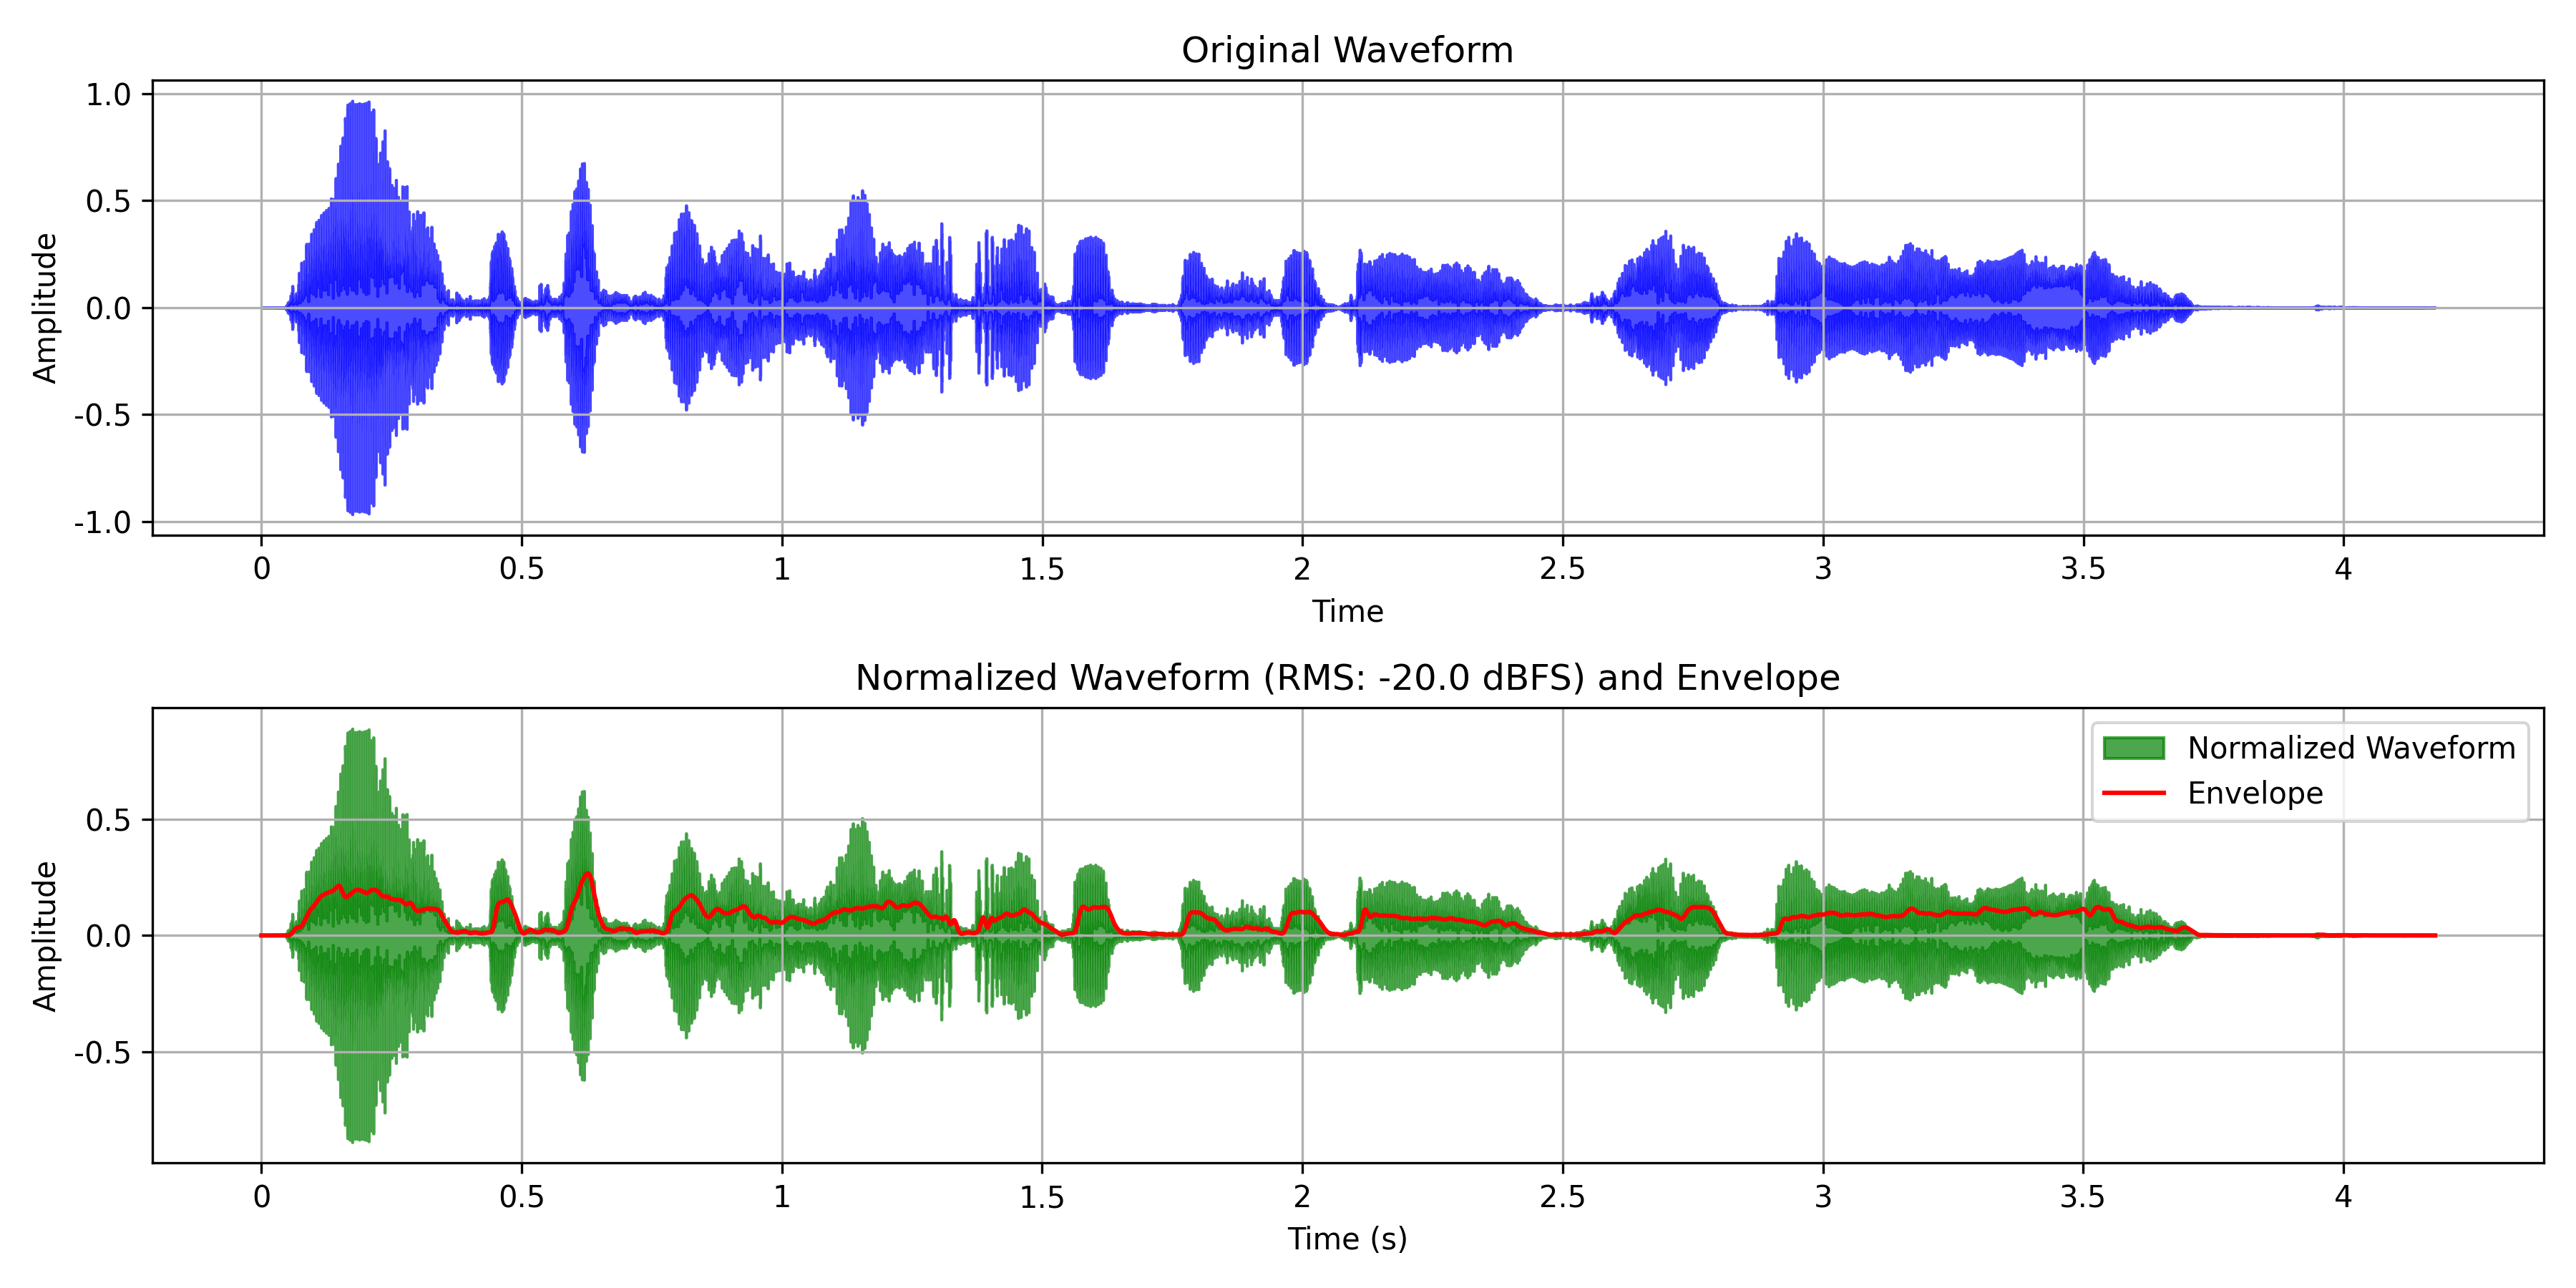 Original Waveform
1.0
0.5
0.0
-0.5
-1.0
Amplitude
0 0.5 1 1.5 2 2.5 3 3.5 4
Time
Normalized Waveform (RMS: -20.0 dBFS) and Envelope
Normalized Waveform
Envelope
0.5
0.0
-0.5
Amplitude
0 0.5 1 1.5 2 2.5 3 3.5 4
Time (s)